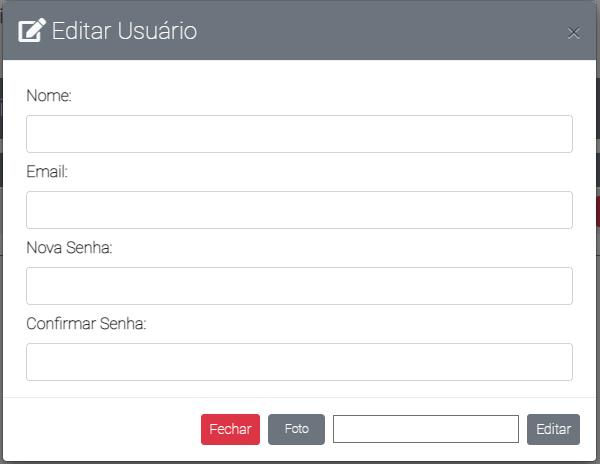 Editar Usuário
×
Nome:
Email:
Nova Senha:
Confirmar Senha:
Fechar Foto Editar